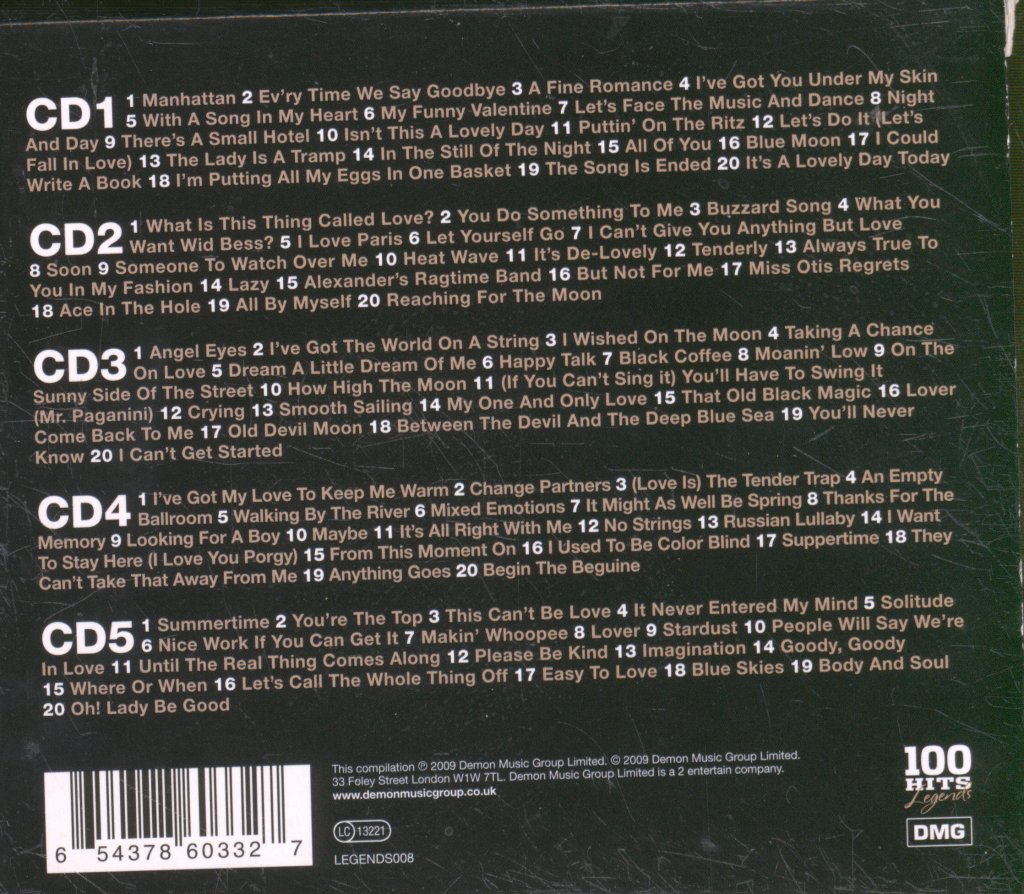 CD1 1 Manhattan 2 Ev'ry Time We Say Goodbye 3 A Fine Romance 4 I've Got You Under My Skin
5 With A Song In My Heart 6 My Funny Valentine 7 Let's Face The Music And Dance 8 Night
And Day 9 There's A Small Hotel 10 Isn't This A Lovely Day 11 Puttin' On The Ritz 12 Let's Do It (Let's
Fall In Love) 13 The Lady Is A Tramp 14 In The Still Of The Night 15 All Of You 16 Blue Moon 17 I Could
Write A Book 18 I'm Putting All My Eggs In One Basket 19 The Song Is Ended 20 It's A Lovely Day Today
CD2 1 What Is This Thing Called Love? 2 You Do Something To Me 3 Buzzard Song 4 What You
Want Wid Bess? 5 I Love Paris 6 Let Yourself Go 7 I Can't Give You Anything But Love
8 Soon 9 Someone To Watch Over Me 10 Heat Wave 11 It's De-Lovely 12 Tenderly 13 Always True To
You In My Fashion 14 Lazy 15 Alexander's Ragtime Band 16 But Not For Me 17 Miss Otis Regrets
18 Ace In The Hole 19 All By Myself 20 Reaching For The Moon
CD3 1 Angel Eyes 2 I've Got The World On A String 3 I Wished On The Moon 4 Taking A Chance
On Love 5 Dream A Little Dream Of Me 6 Happy Talk 7 Black Coffee 8 Moanin' Low 9 On The
Sunny Side Of The Street 10 How High The Moon 11 (If You Can't Sing it) You'll Have To Swing It
(Mr. Paganini) 12 Crying 13 Smooth Sailing 14 My One And Only Love 15 That Old Black Magic 16 Lover
Come Back To Me 17 Old Devil Moon 18 Between The Devil And The Deep Blue Sea 19 You'll Never
Know 20 I Can't Get Started
CD4 1 I've Got My Love To Keep Me Warm 2 Change Partners 3 (Love Is) The Tender Trap 4 An Empty
Ballroom 5 Walking By The River 6 Mixed Emotions 7 It Might As Well Be Spring 8 Thanks For The
Memory 9 Looking For A Boy 10 Maybe 11 It's All Right With Me 12 No Strings 13 Russian Lullaby 14 I Want
To Stay Here (I Love You Porgy) 15 From This Moment On 16 I Used To Be Color Blind 17 Suppertime 18 They
Can't Take That Away From Me 19 Anything Goes 20 Begin The Beguine
CD5 1 Summertime 2 You're The Top 3 This Can't Be Love 4 It Never Entered My Mind 5 Solitude
6 Nice Work If You Can Get It 7 Makin' Whoopee 8 Lover 9 Stardust 10 People Will Say We're
In Love 11 Until The Real Thing Comes Along 12 Please Be Kind 13 Imagination 14 Goody, Goody
15 Where Or When 16 Let's Call The Whole Thing Off 17 Easy To Love 18 Blue Skies 19 Body And Soul
20 Oh! Lady Be Good
This compilation ℗ 2009 Demon Music Group Limited. © 2009 Demon Music Group Limited.
33 Foley Street London W1W 7TL. Demon Music Group Limited is a 2 entertain company.
www.demonmusicgroup.co.uk
LC 13221
LEGENDS008
6 54378 60332 7
100
HITS
Legends
DMG